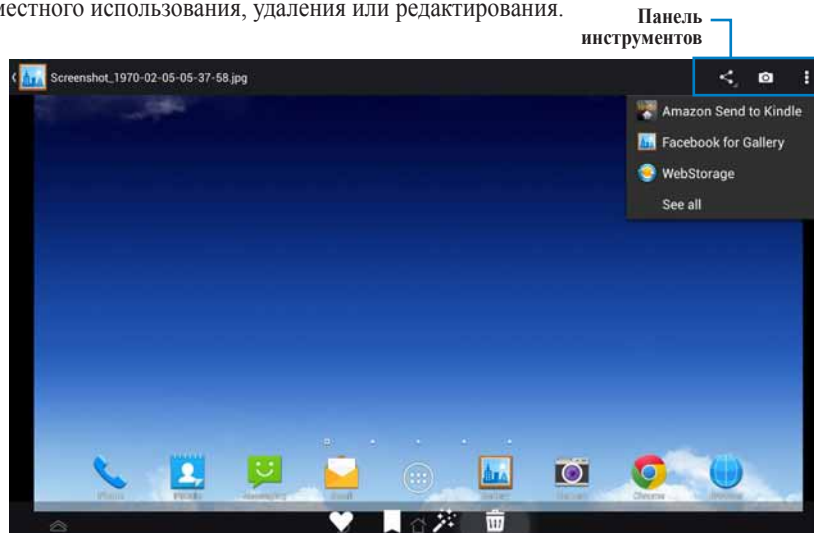 местного использования, удаления или редактирования.
Панель
инструментов
Screenshot_1970-02-05-05-37-58.jpg
Amazon Send to Kindle
Facebook for Gallery
WebStorage
See all